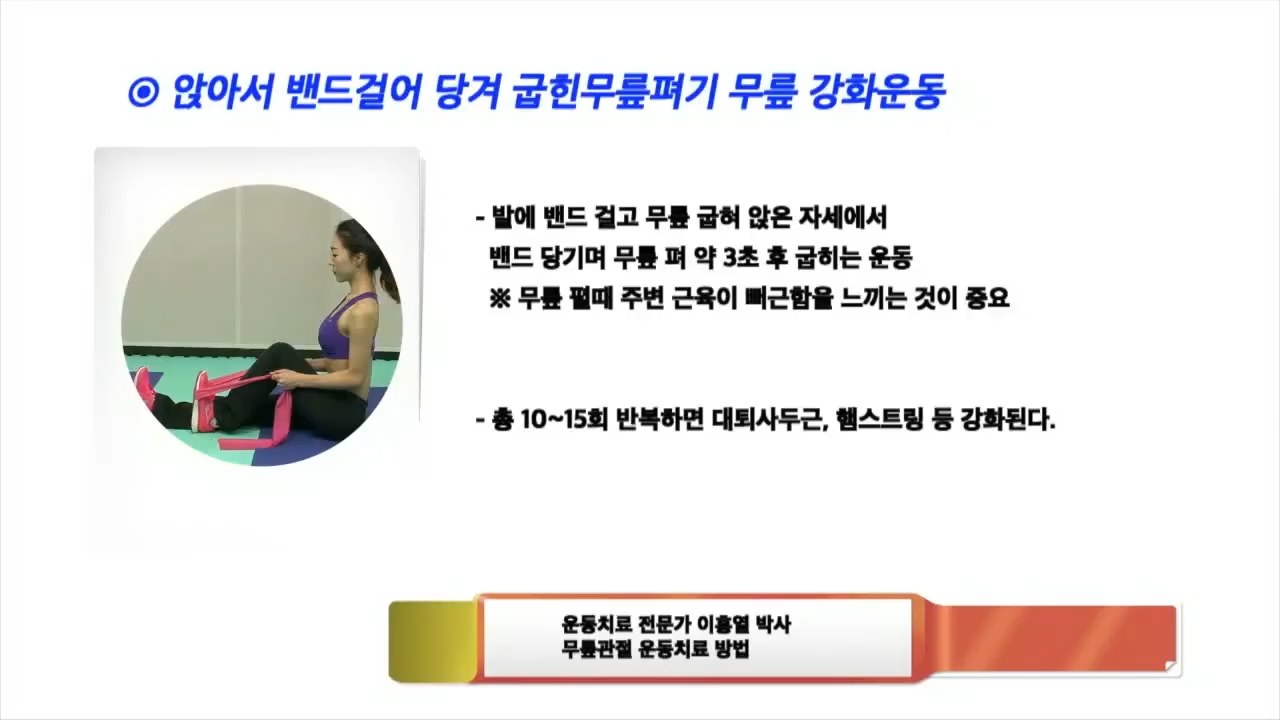 ◉ 앉아서 밴드걸어 당겨 굽힌무릎펴기 무릎 강화운동
- 발에 밴드 걸고 무릎 굽혀 앉은 자세에서
밴드 당기며 무릎 펴 약 3초 후 굽히는 운동
※ 무릎 펼때 주변 근육이 뻐근함을 느끼는 것이 중요
- 총 10~15회 반복하면 대퇴사두근, 햄스트링 등 강화된다.
운동치료 전문가 이홍열 박사
무릎관절 운동치료 방법